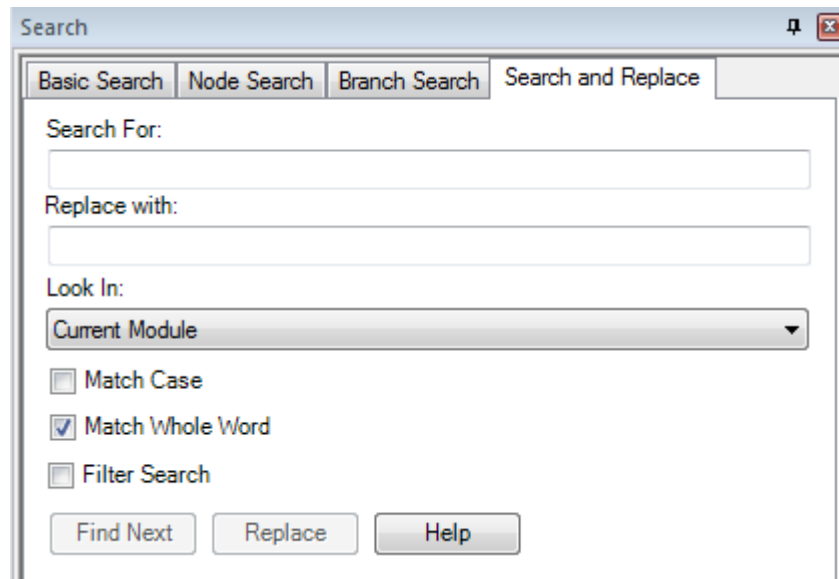 Search
Basic Search Node Search Branch Search Search and Replace
Search For:
Replace with:
Look In:
Current Module
Match Case
Match Whole Word
Filter Search
Find Next Replace Help